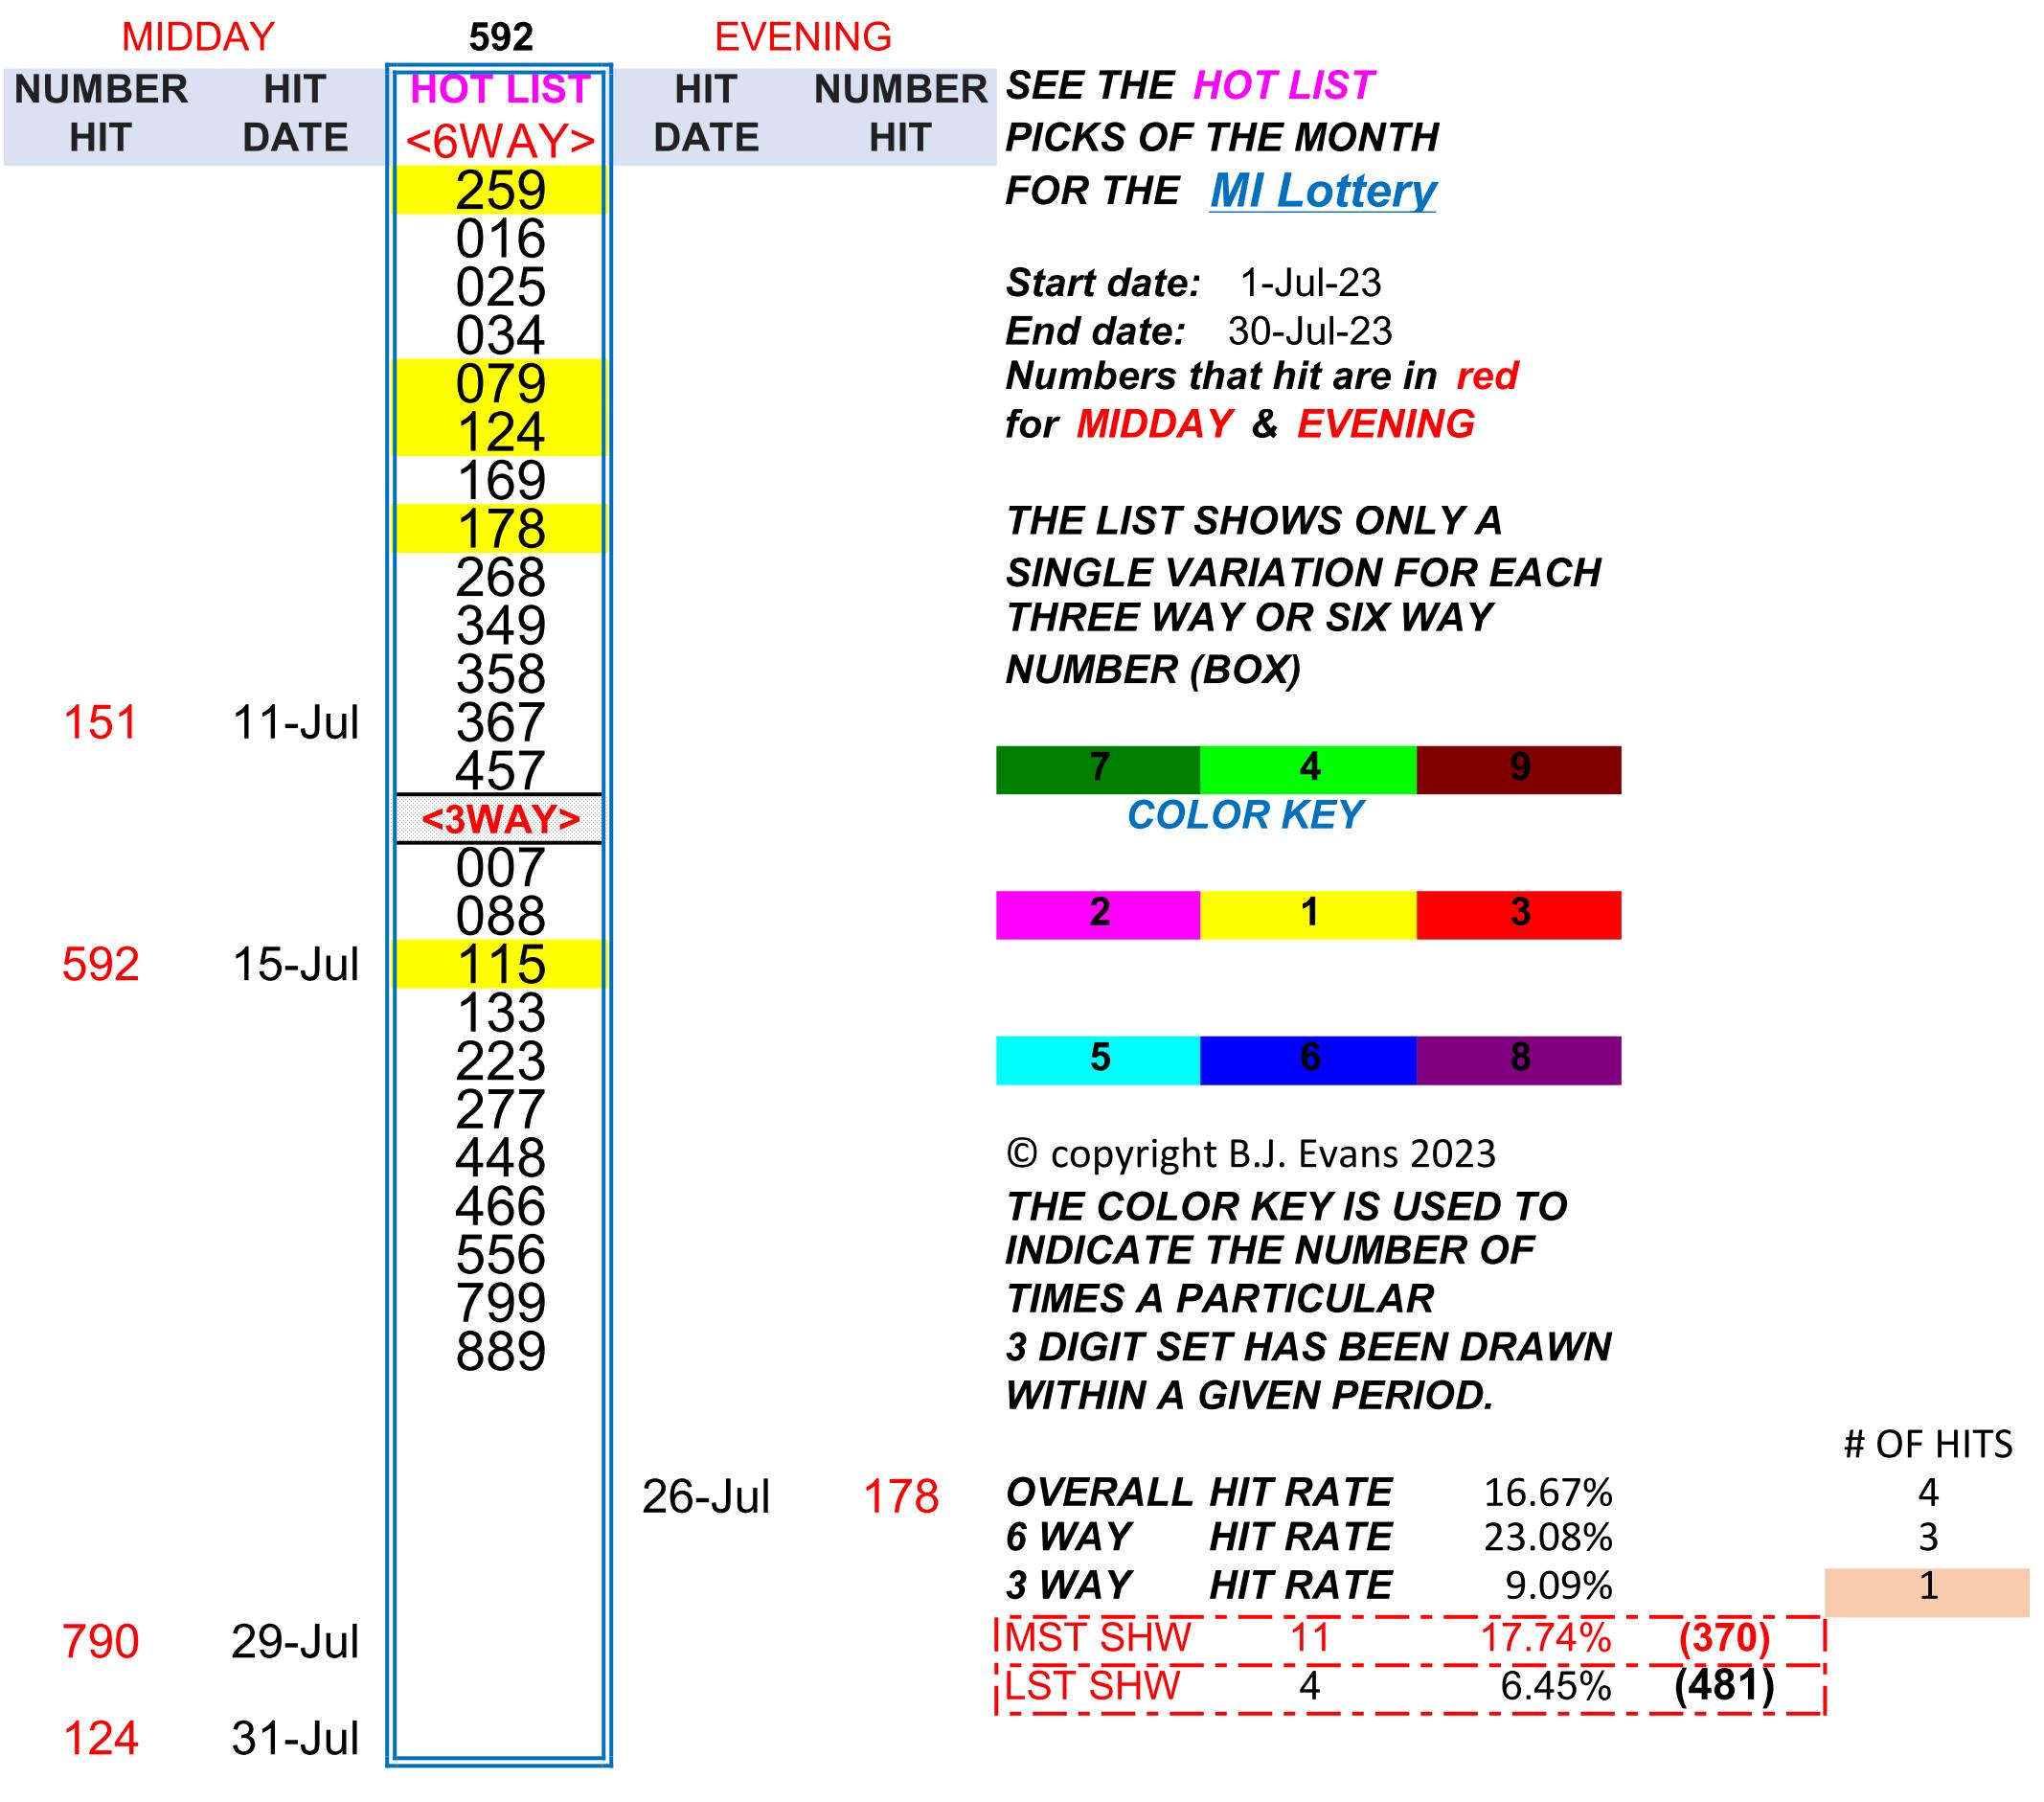 MIDDAY 592 EVENING
NUMBER HIT HOT LIST HIT NUMBER SEE THE HOT LIST
HIT DATE <6WAY> DATE HIT PICKS OF THE MONTH
259 FOR THE MI Lottery
016
025 Start date: 1-Jul-23
034 End date: 30-Jul-23
079 Numbers that hit are in red
124 for MIDDAY & EVENING
169
178 THE LIST SHOWS ONLY A
268 SINGLE VARIATION FOR EACH
349 THREE WAY OR SIX WAY
358 NUMBER (BOX)
151 11-Jul 367
457 7 4 9
<3WAY> COLOR KEY
007
088 2 1 3
592 15-Jul 115
133
223 5 6 8
277
448 © copyright B.J. Evans 2023
466 THE COLOR KEY IS USED TO
556 INDICATE THE NUMBER OF
799 TIMES A PARTICULAR
889 3 DIGIT SET HAS BEEN DRAWN
WITHIN A GIVEN PERIOD.
# OF HITS
26-Jul 178 OVERALL HIT RATE 16.67% 4
6 WAY HIT RATE 23.08% 3
3 WAY HIT RATE 9.09% 1
790 29-Jul MST SHW 11 17.74% (370)
LST SHW 4 6.45% (481)
124 31-Jul